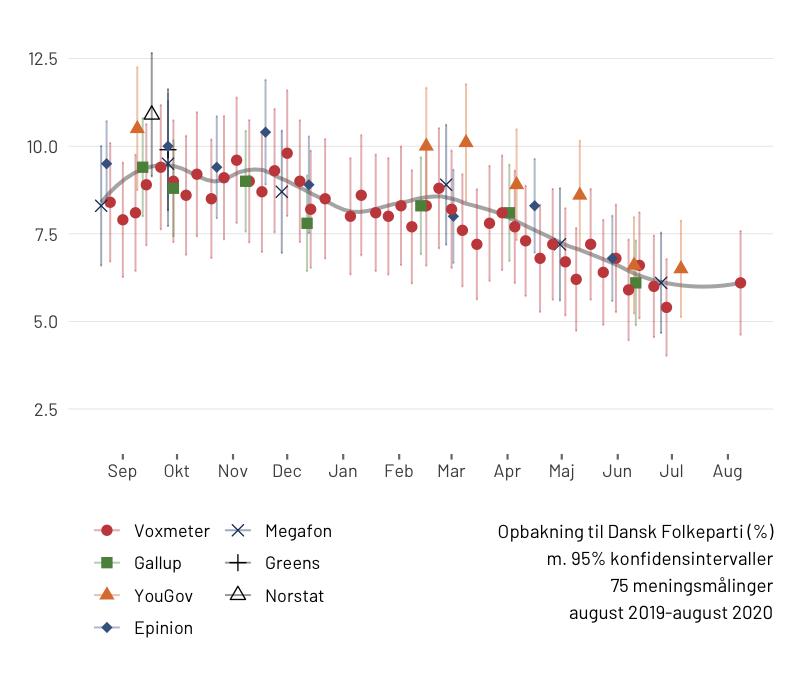 12.5
10.0
7.5
5.0
2.5
Sep Okt Nov Dec Jan Feb Mar Apr Maj Jun Jul Aug
Voxmeter Megafon
Gallup Greens
YouGov Norstat
Epinion
Opbakning til Dansk Folkeparti (%)
m. 95% konfidensintervaller
75 meningsmålinger
august 2019-august 2020